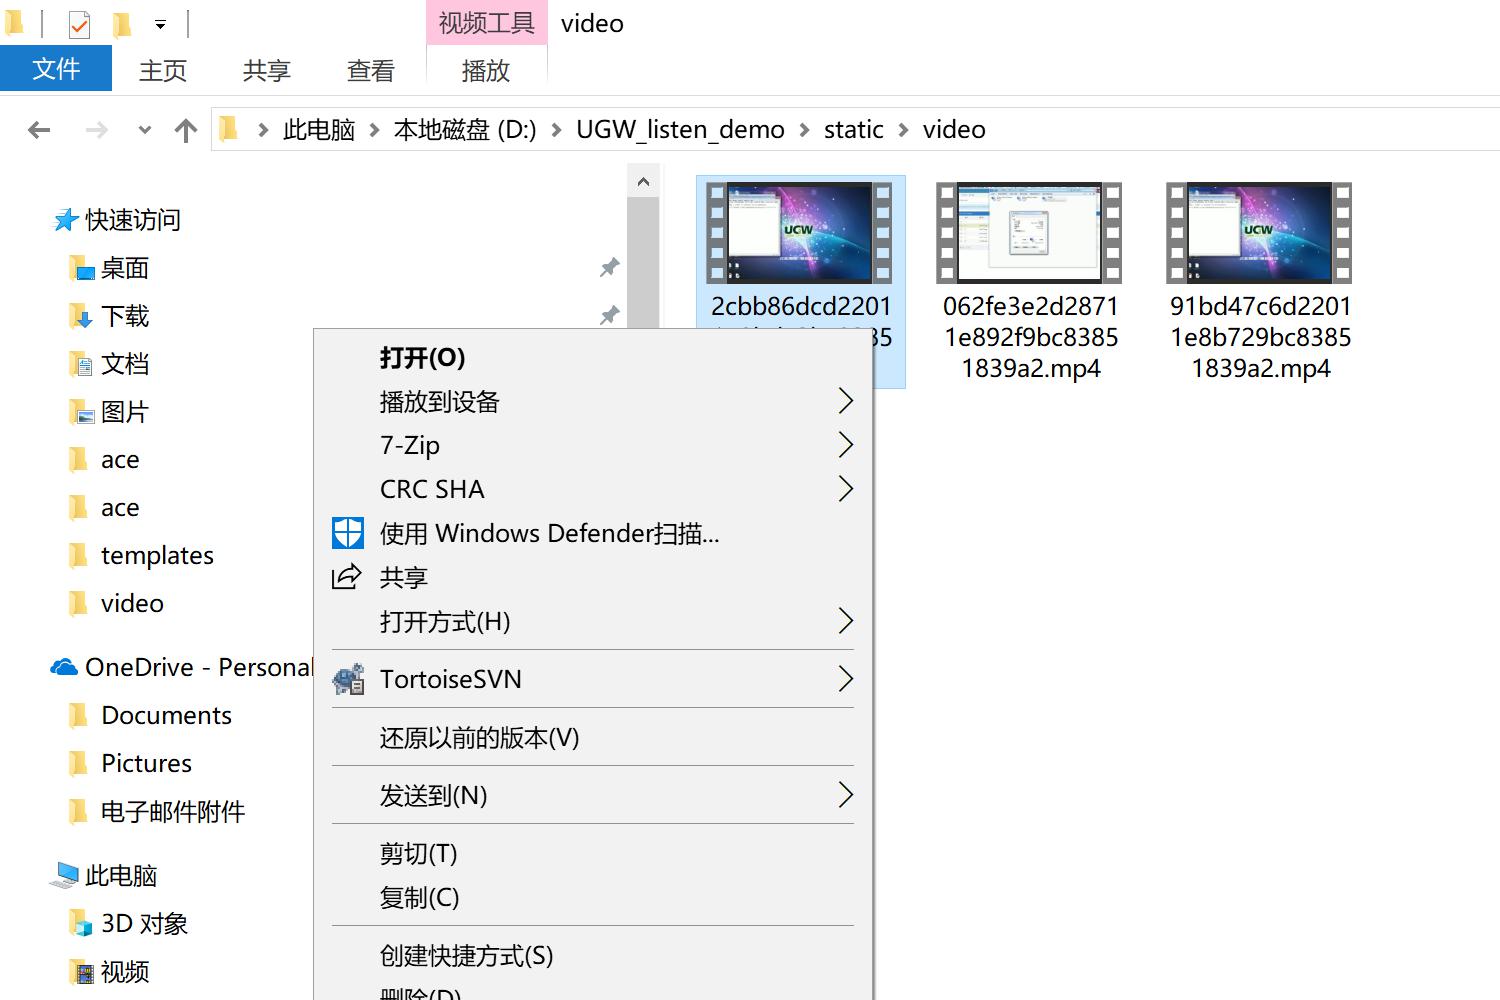 视频工具 video
文件 主页 共享 查看 播放
此电脑 本地磁盘 (D:) UGW_listen_demo static video
快速访问
桌面
下载
文档
图片
ace
ace
templates
video
OneDrive - Personal
Documents
Pictures
电子邮件附件
此电脑
3D 对象
视频
UGW
2cbb86dcd2201
062fe3e2d2871
1e892f9bc8385
1839a2.mp4
UGW
91bd47c6d2201
1e8b729bc8385
1839a2.mp4
打开(O)
播放到设备
7-Zip
CRC SHA
使用 Windows Defender扫描...
共享
打开方式(H)
TortoiseSVN
还原以前的版本(V)
发送到(N)
剪切(T)
复制(C)
创建快捷方式(S)
删除(D)